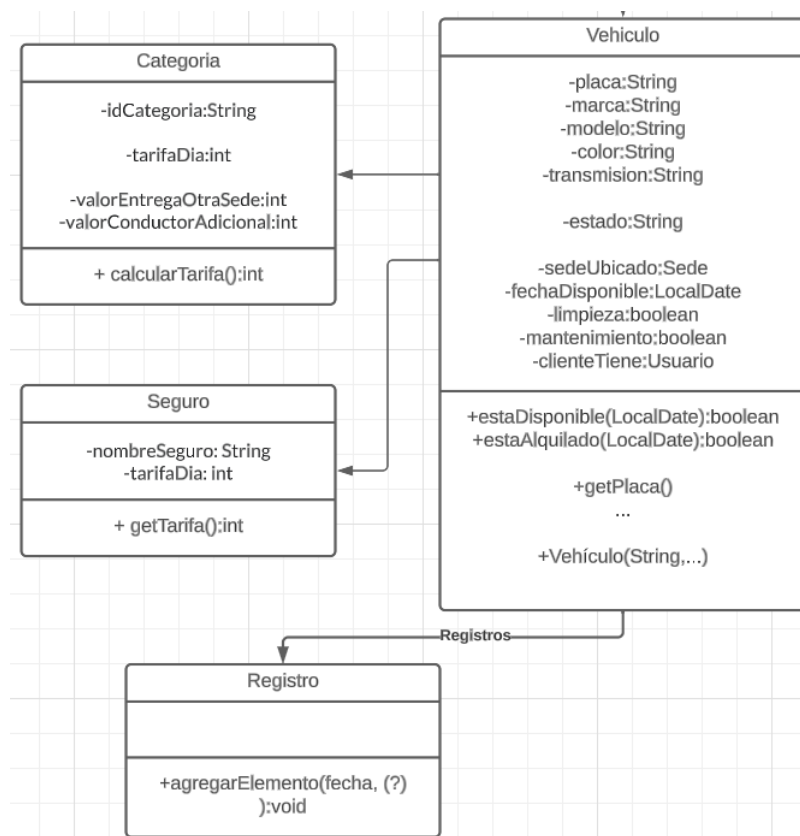 Categoria
-idCategoria:String
-tarifaDia:int
-valorEntregaOtraSede:int
-valorConductorAdicional:int
+ calcularTarifa():int
Seguro
-nombreSeguro: String
-tarifaDia: int
+ getTarifa():int
Vehiculo
-placa:String
-marca:String
-modelo:String
-color:String
-transmision:String
-estado:String
-sedeUbicado:Sede
-fechaDisponible:LocalDate
-limpieza:boolean
-mantenimiento:boolean
-clienteTiene:Usuario
+estaDisponible(LocalDate):boolean
+estaAlquilado(LocalDate):boolean
+getPlaca()
...
+Vehículo(String,...)
Registros
Registro
+agregarElemento(fecha, (?)
):void